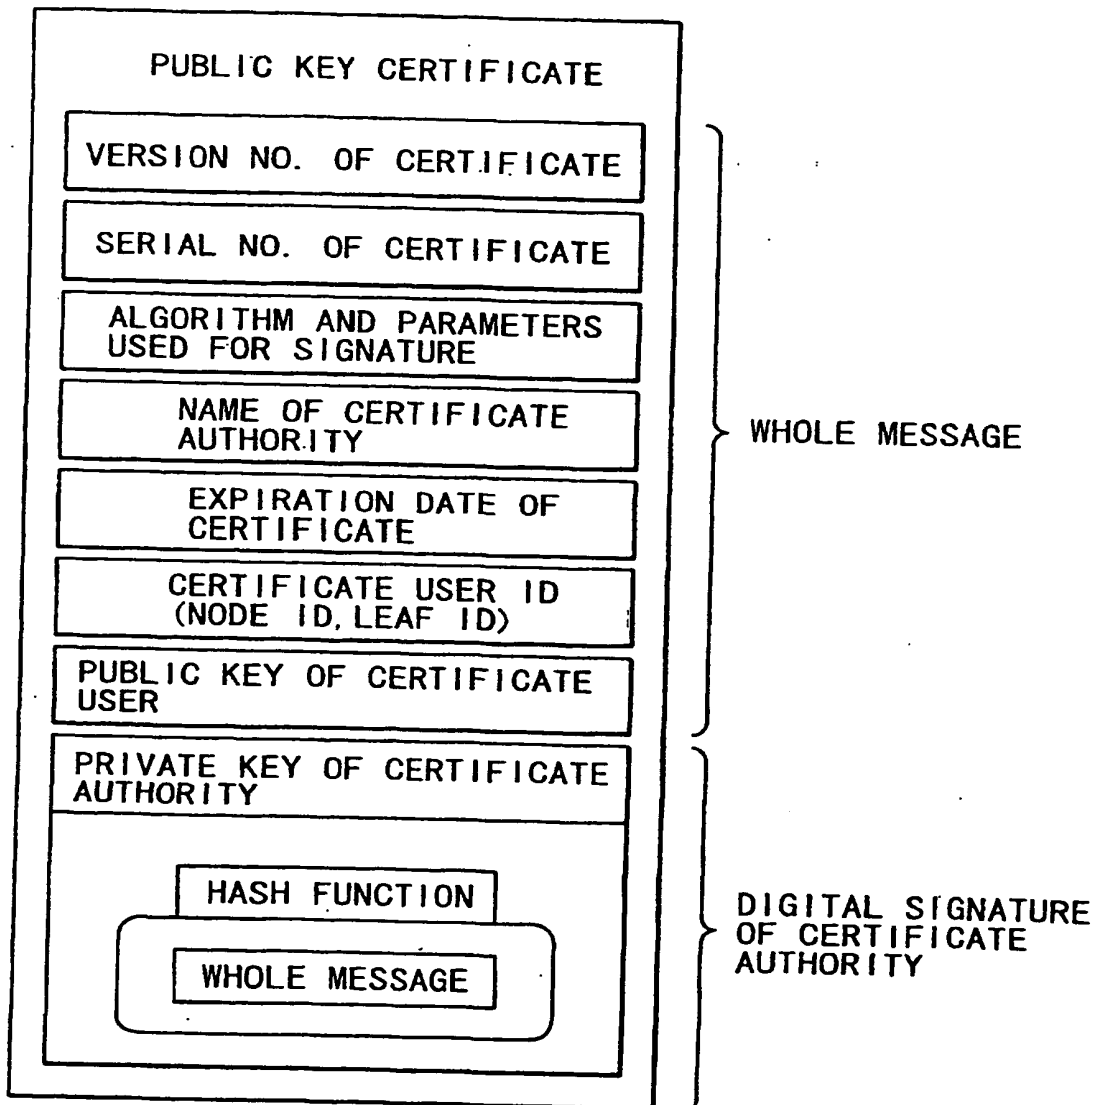 PUBLIC KEY CERTIFICATE
VERSION NO. OF CERTIFICATE
SERIAL NO. OF CERTIFICATE
ALGORITHM AND PARAMETERS
USED FOR SIGNATURE
NAME OF CERTIFICATE
AUTHORITY
EXPIRATION DATE OF
CERTIFICATE
CERTIFICATE USER ID
(NODE ID, LEAF ID)
PUBLIC KEY OF CERTIFICATE
USER
WHOLE MESSAGE
PRIVATE KEY OF CERTIFICATE
AUTHORITY
HASH FUNCTION
WHOLE MESSAGE
DIGITAL SIGNATURE
OF CERTIFICATE
AUTHORITY